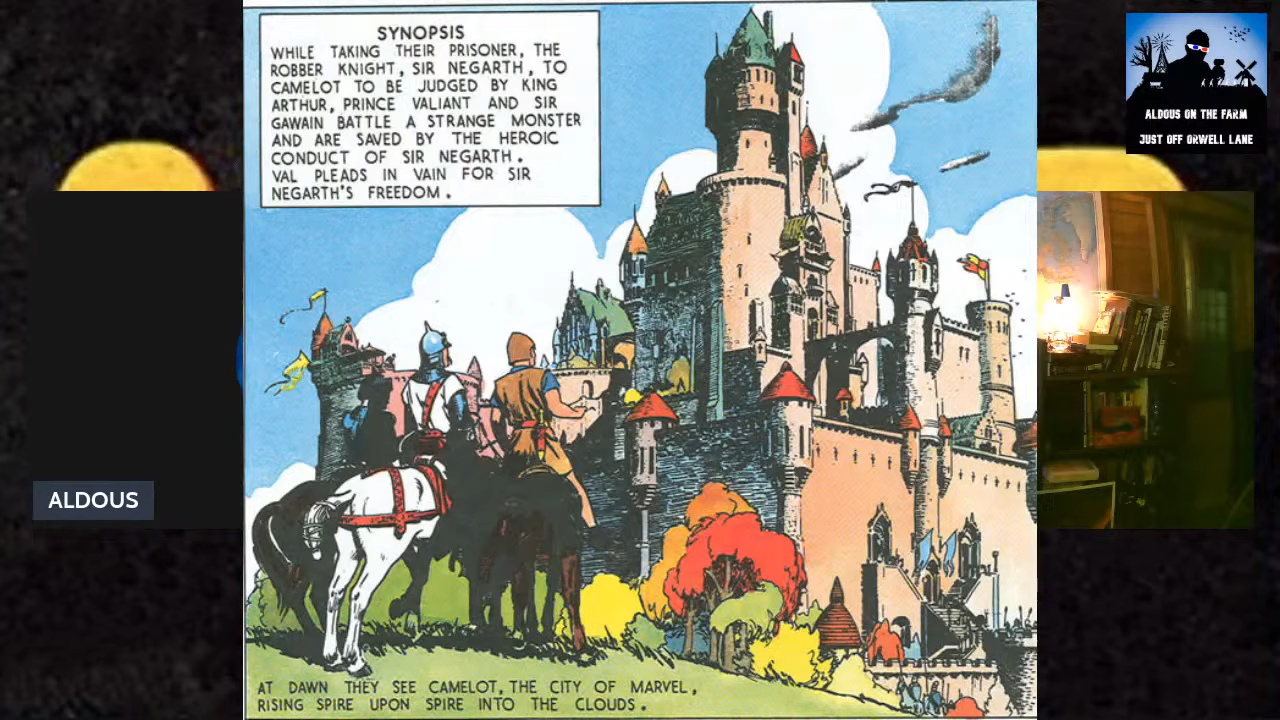 SYNOPSIS
WHILE TAKING THEIR PRISONER, THE
ROBBER KNIGHT, SIR NEGARTH, TO
CAMELOT TO BE JUDGED BY KING
ARTHUR, PRINCE VALIANT AND SIR
GAWAIN BATTLE A STRANGE MONSTER
AND ARE SAVED BY THE HEROIC
CONDUCT OF SIR NEGARTH.
VAL PLEADS IN VAIN FOR SIR
NEGARTH'S FREEDOM.
ALDOUS ON THE FARM
JUST OFF ORWELL LANE
ALDOUS
AT DAWN THEY SEE CAMELOT, THE CITY OF MARVEL,
RISING SPIRE UPON SPIRE INTO THE CLOUDS.